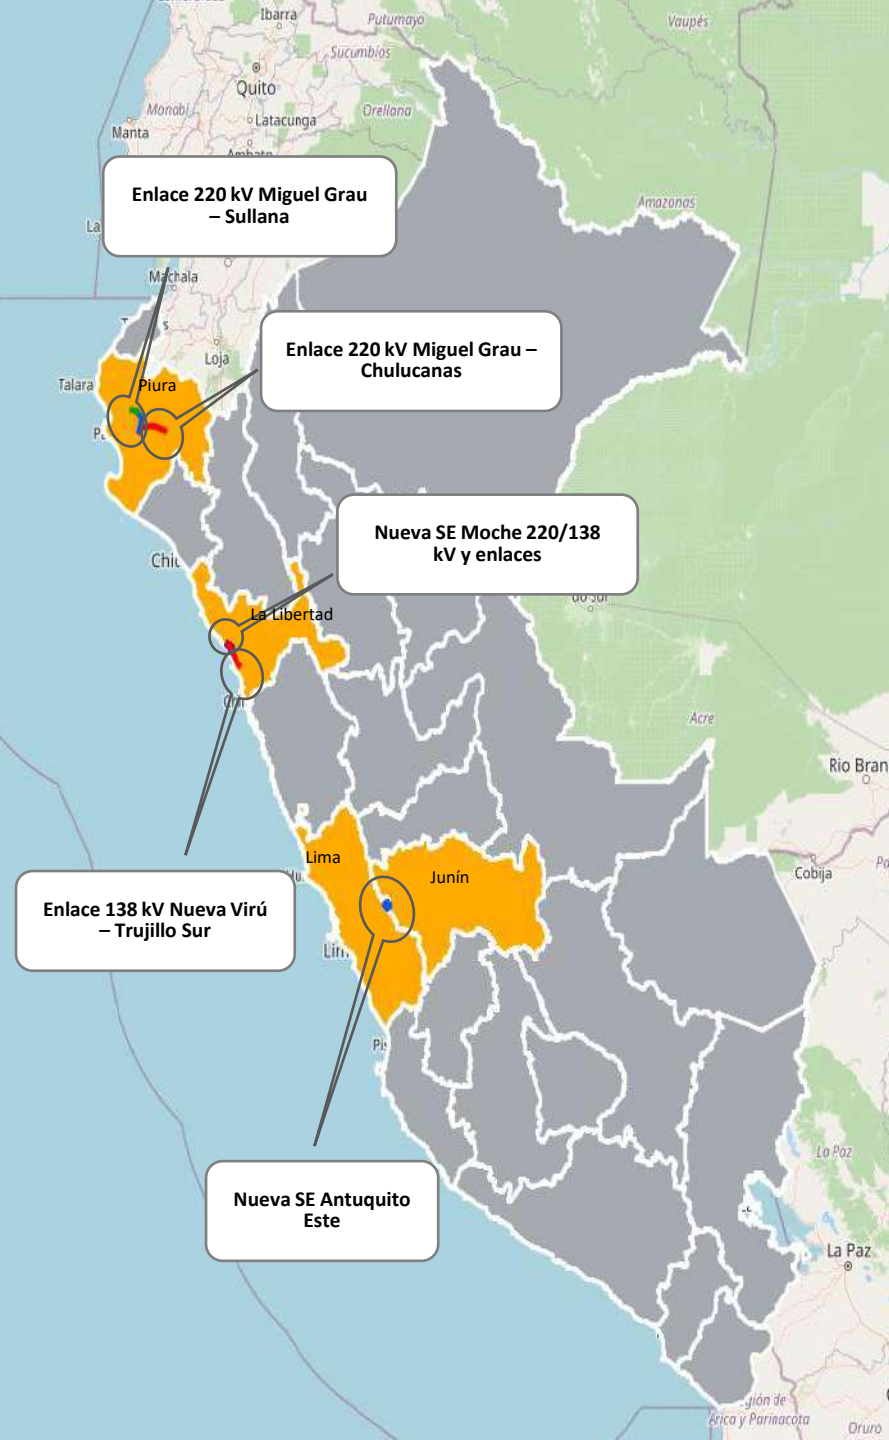 Ibarra
Putumayo
Vaupés
Sucumbíos
Quito
Manabí
Orellana
Latacunga
Manta
Enlace 220 kV Miguel Grau
– Sullana
Amazonas
Machala
Loja
Enlace 220 kV Miguel Grau –
Chulucanas
Talara
Piura
Nueva SE Moche 220/138
kV y enlaces
La Libertad
Acre
Rio Bran
Lima
Junín
Cobija
Enlace 138 kV Nueva Virú
– Trujillo Sur
Nueva SE Antuquito
Este
La Paz
La Paz
Arica y Parinacota
Oruro